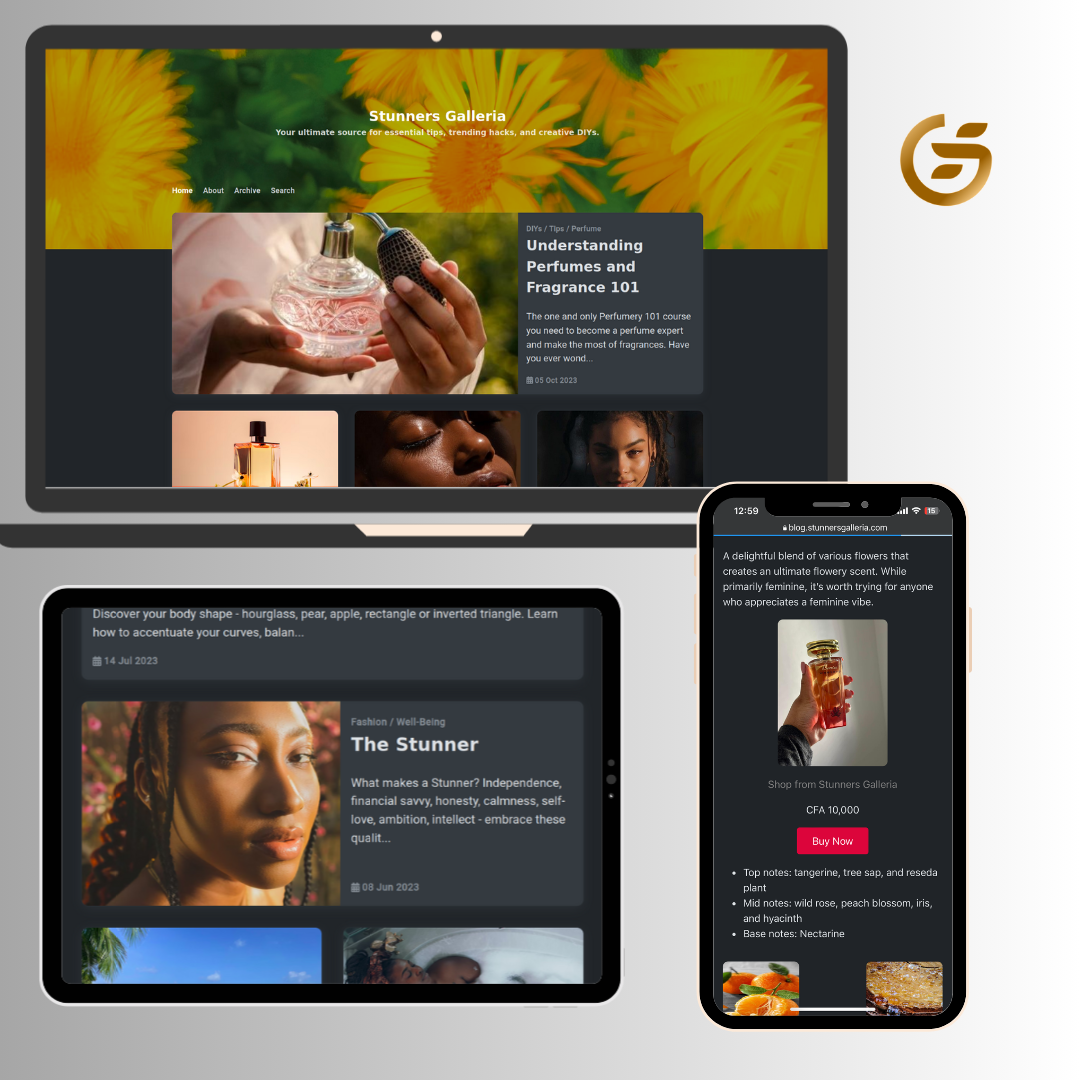 Stunners Galleria
Your ultimate source for essential tips, trending hacks, and creative DIYs.
Home About Archive Search
DIYs / Tips / Perfume
Understanding
Perfumes and
Fragrance 101
The one and only Perfumery 101 course
you need to become a perfume expert
and make the most of fragrances. Have
you ever wond...
05 Oct 2023
Discover your body shape - hourglass, pear, apple, rectangle or inverted triangle. Learn
how to accentuate your curves, balan...
14 Jul 2023
Fashion / Well-Being
The Stunner
What makes a Stunner? Independence,
financial savvy, honesty, calmness, self-
love, ambition, intellect - embrace these
qualit...
08 Jun 2023
12:59
15
blog.stunnersgalleria.com
A delightful blend of various flowers that
creates an ultimate flowery scent. While
primarily feminine, it's worth trying for anyone
who appreciates a feminine vibe.
Shop from Stunners Galleria
CFA 10,000
Buy Now
• Top notes: tangerine, tree sap, and reseda
plant
• Mid notes: wild rose, peach blossom, iris,
and hyacinth
• Base notes: Nectarine